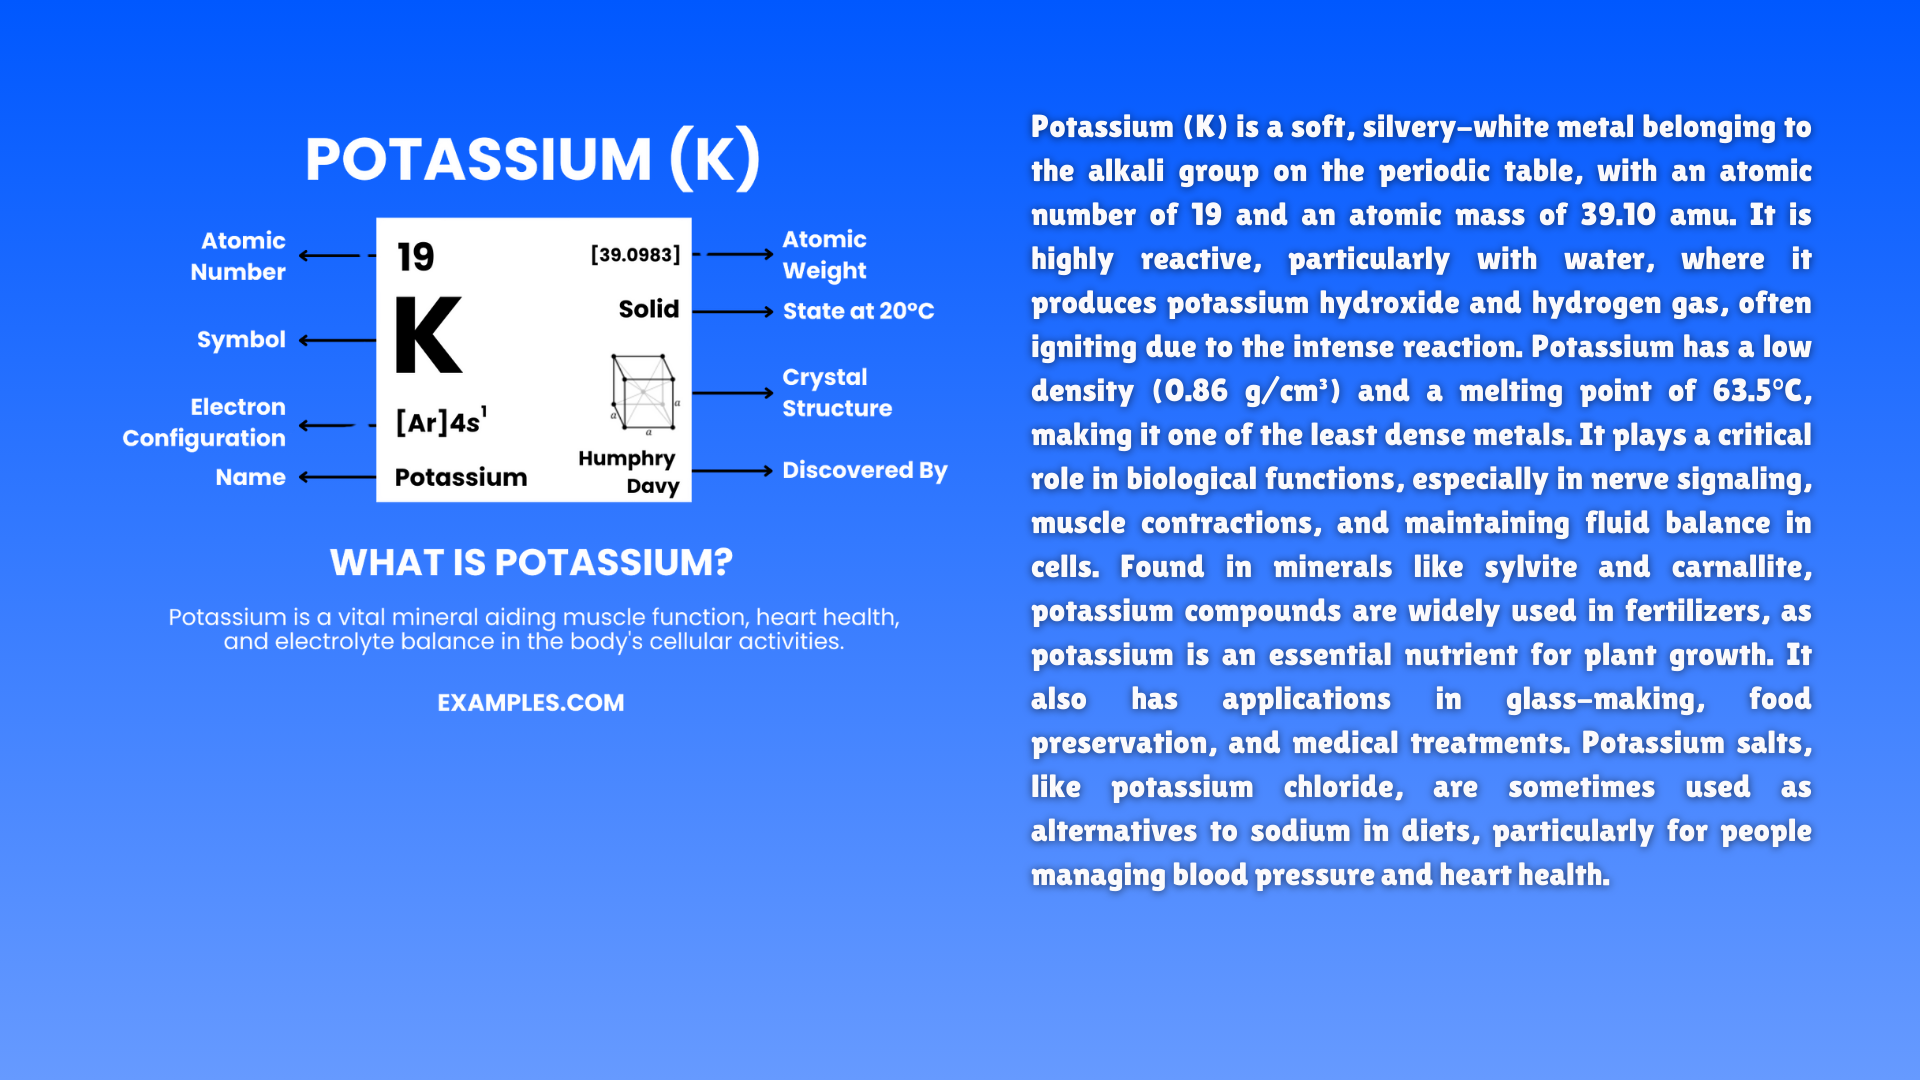 POTASSIUM (K)
Atomic
Number
Symbol
Electron
Configuration
Name
19
K
[Ar]4s¹
Potassium
[39.0983]
Solid
a
a
a
Humphry
Davy
Atomic
Weight
State at 20°C
Crystal
Structure
Discovered By
WHAT IS POTASSIUM?
Potassium is a vital mineral aiding muscle function, heart health,
and electrolyte balance in the body's cellular activities.
EXAMPLES.COM
Potassium (K) is a soft, silvery-white metal belonging to
the alkali group on the periodic table, with an atomic
number of 19 and an atomic mass of 39.10 amu. It is
highly reactive, particularly with water, where it
produces potassium hydroxide and hydrogen gas, often
igniting due to the intense reaction. Potassium has a low
density (0.86 g/cm³) and a melting point of 63.5°C,
making it one of the least dense metals. It plays a critical
role in biological functions, especially in nerve signaling,
muscle contractions, and maintaining fluid balance in
cells. Found in minerals like sylvite and carnallite,
potassium compounds are widely used in fertilizers, as
potassium is an essential nutrient for plant growth. It
also has applications in glass-making, food
preservation, and medical treatments. Potassium salts,
like potassium chloride, are sometimes used as
alternatives to sodium in diets, particularly for people
managing blood pressure and heart health.